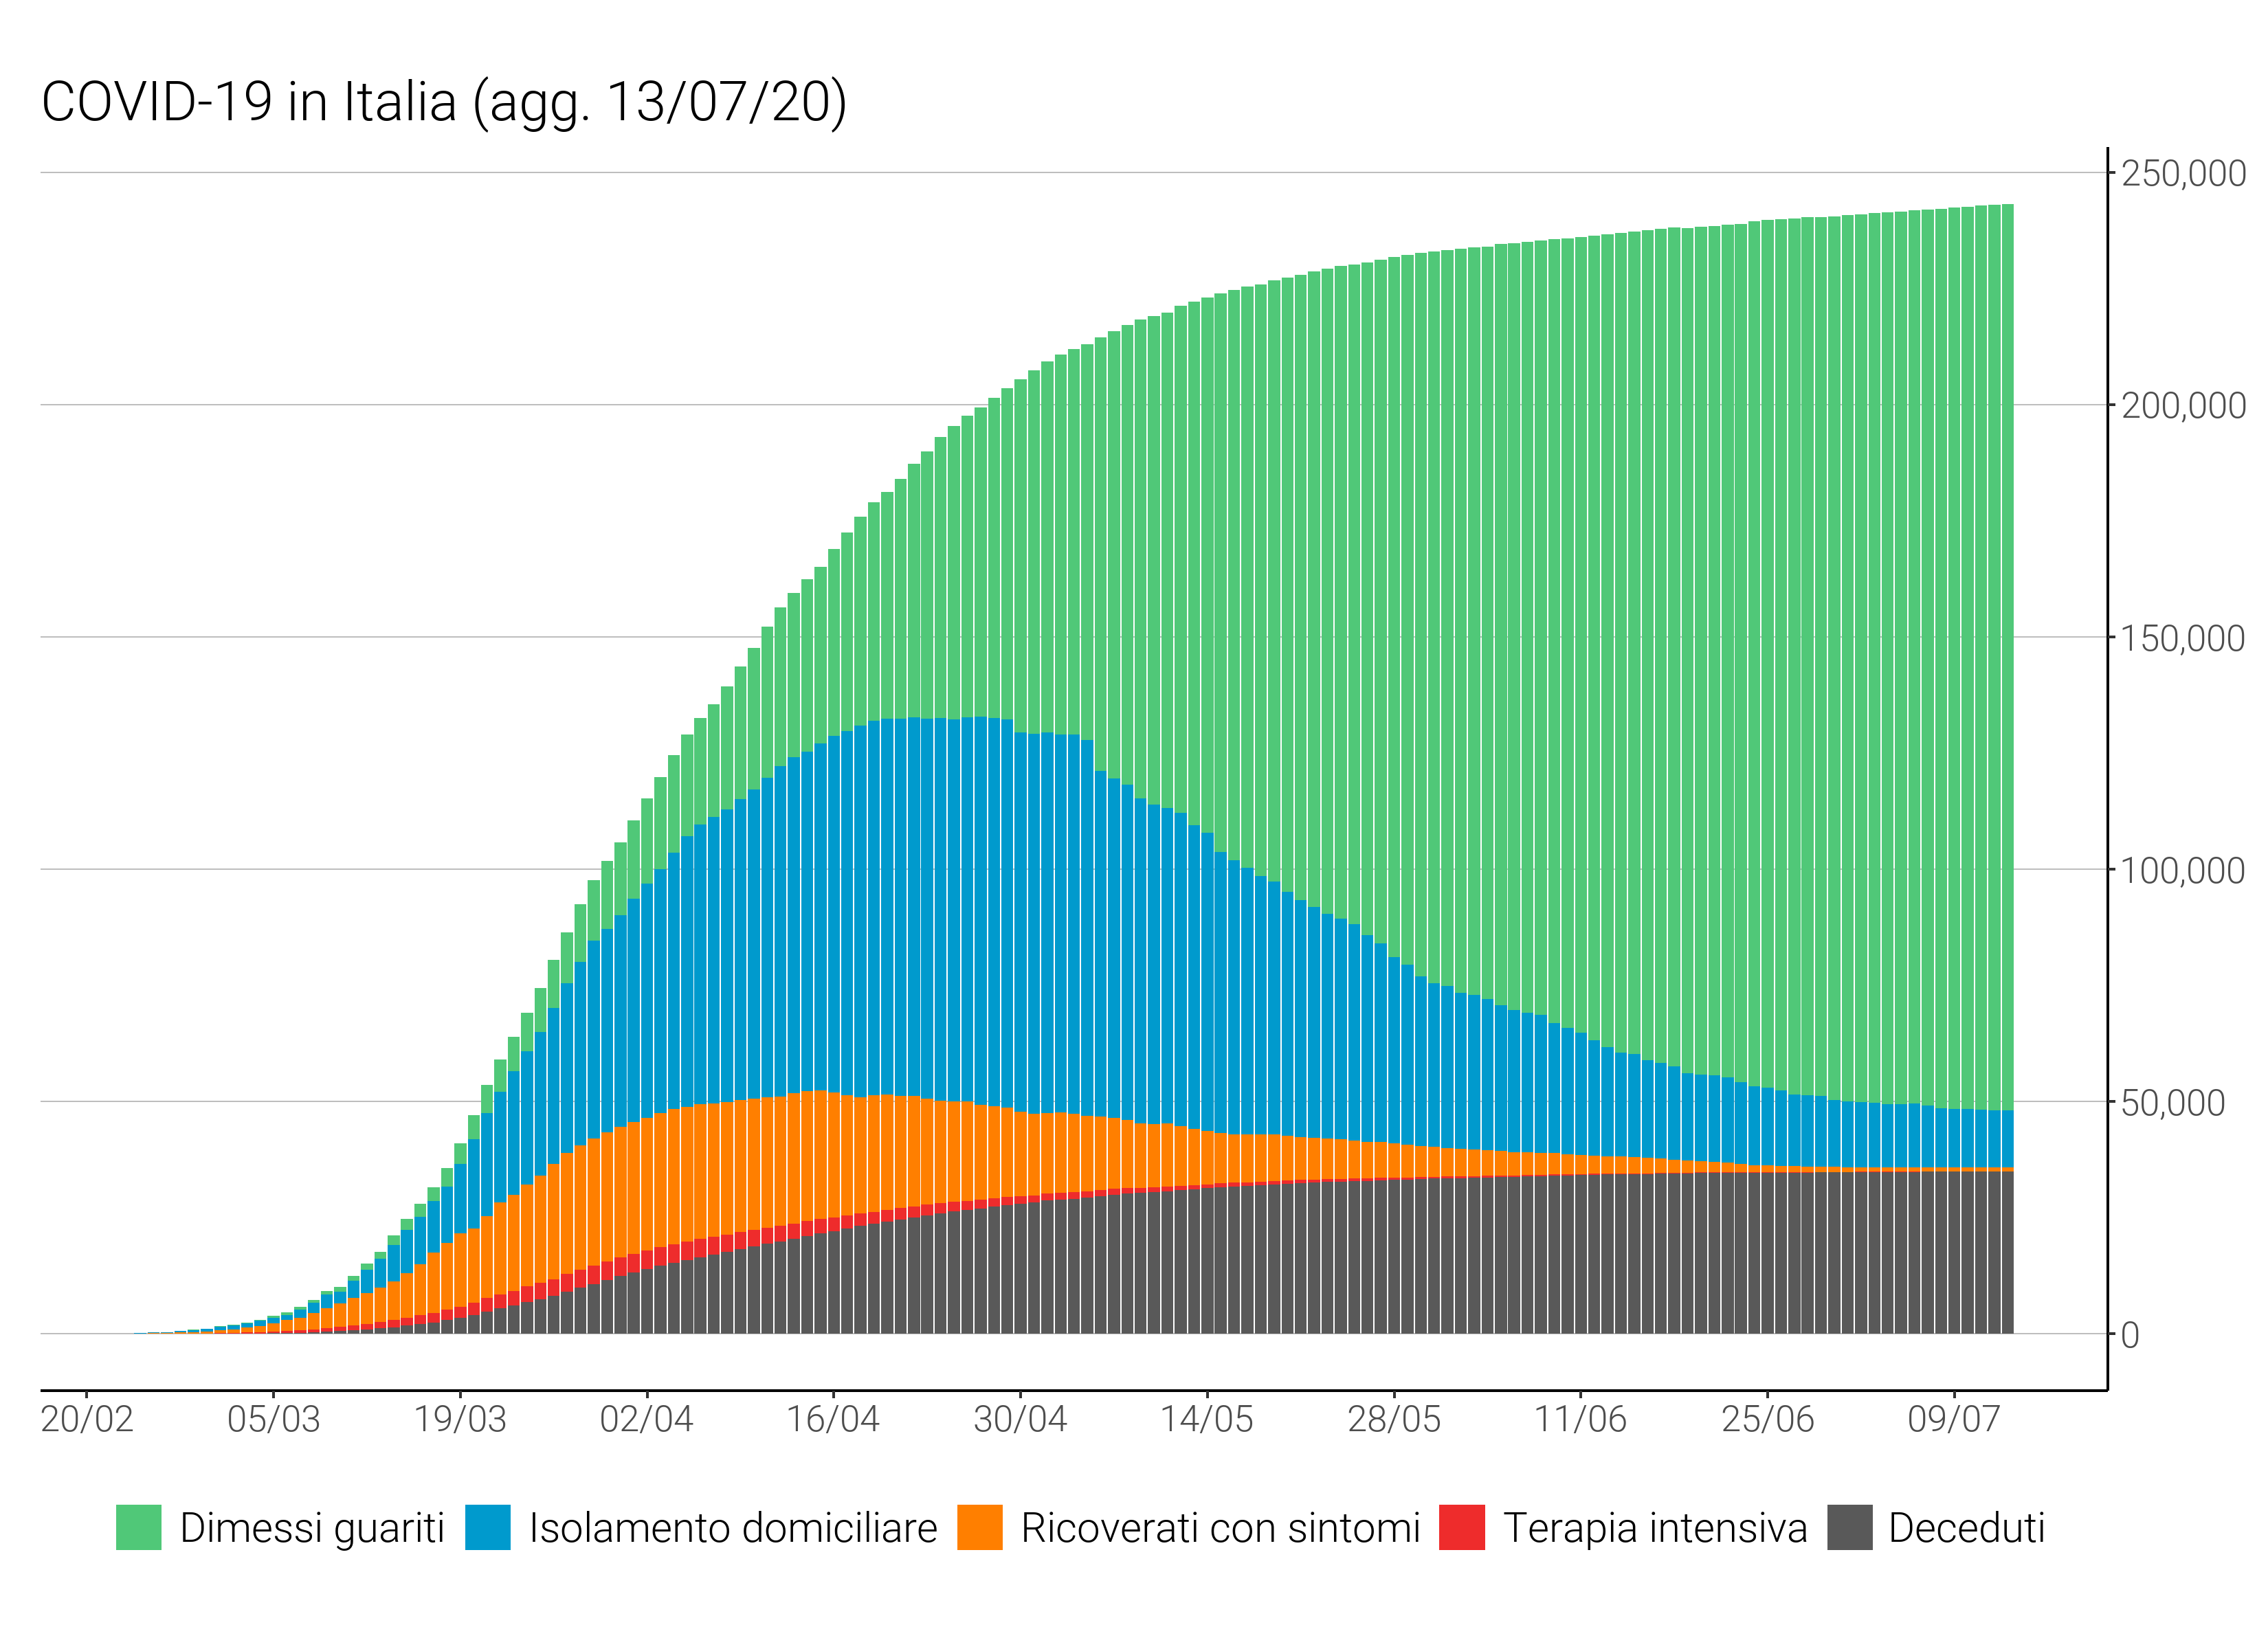 COVID-19 in Italia (agg. 13/07/20)
250,000
200,000
150,000
100,000
50,000
0
20/02 05/03 19/03 02/04 16/04 30/04 14/05 28/05 11/06 25/06 09/07
Dimessi guariti Isolamento domiciliare Ricoverati con sintomi Terapia intensiva Deceduti